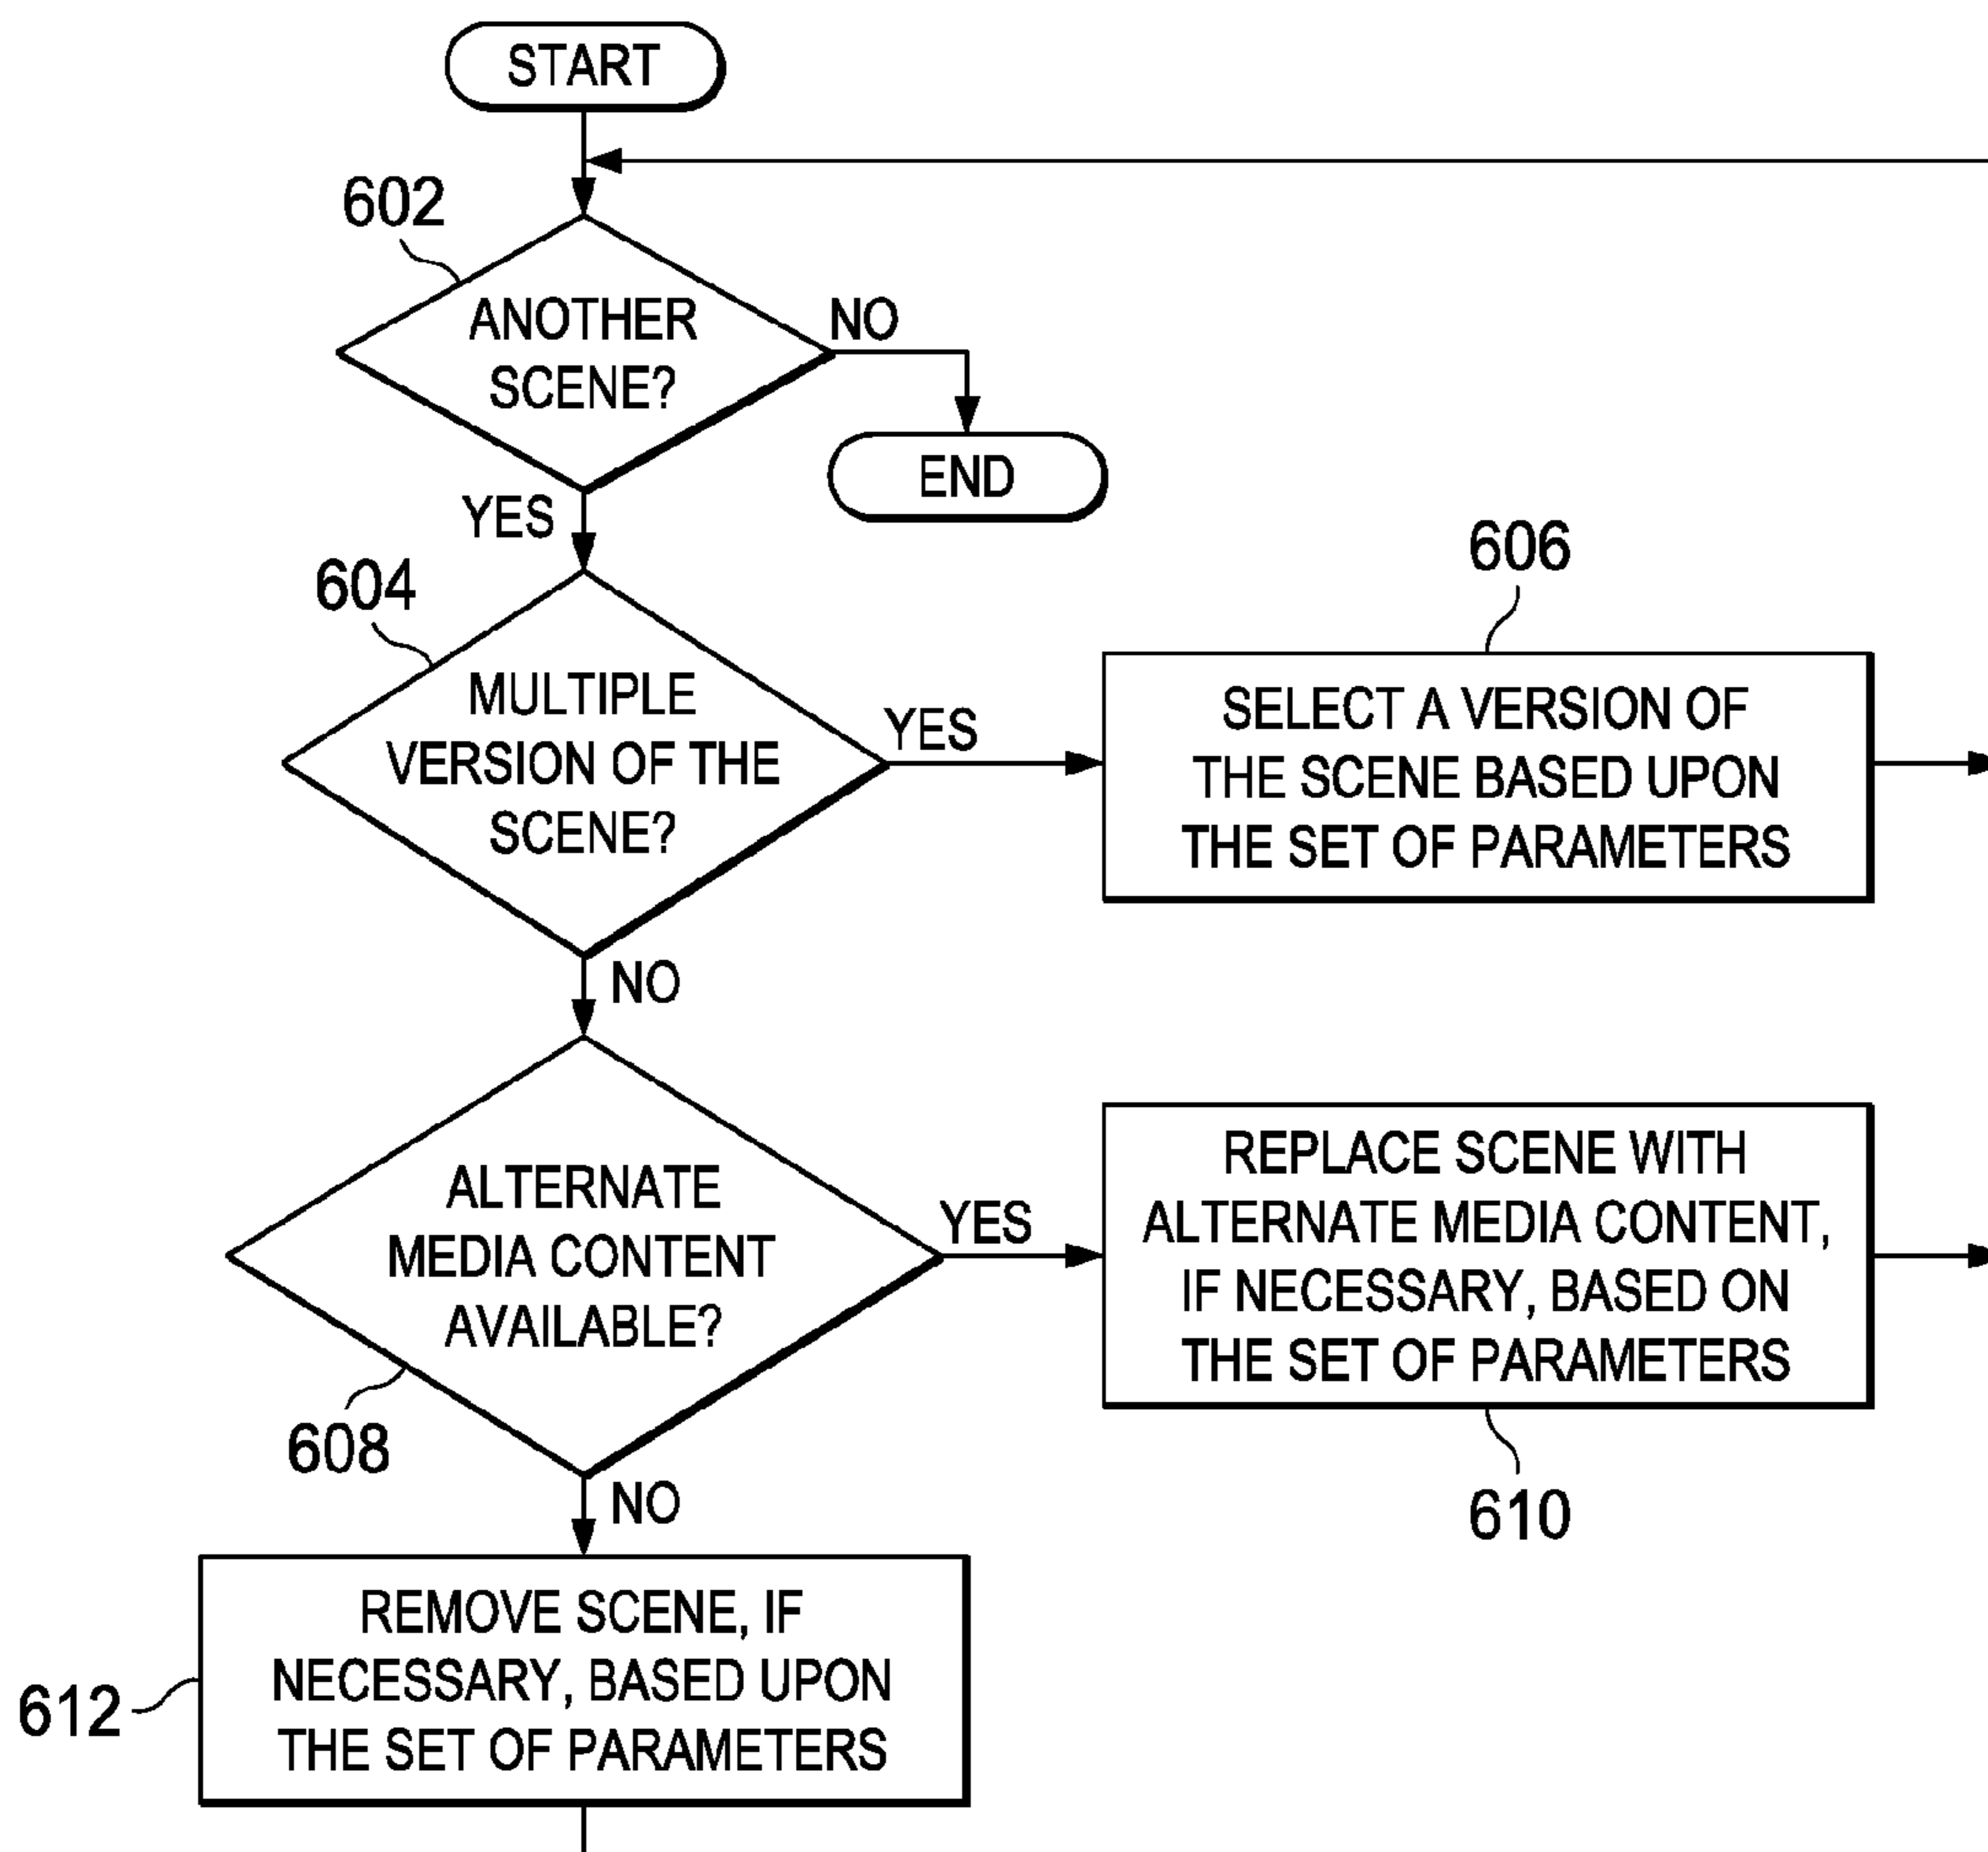 START
602
ANOTHER
SCENE?
NO
END
YES
604
MULTIPLE
VERSION OF THE
SCENE?
YES
606
SELECT A VERSION OF
THE SCENE BASED UPON
THE SET OF PARAMETERS
NO
ALTERNATE
MEDIA CONTENT
AVAILABLE?
608
YES
REPLACE SCENE WITH
ALTERNATE MEDIA CONTENT,
IF NECESSARY, BASED ON
THE SET OF PARAMETERS
610
NO
REMOVE SCENE, IF
NECESSARY, BASED UPON
THE SET OF PARAMETERS
612